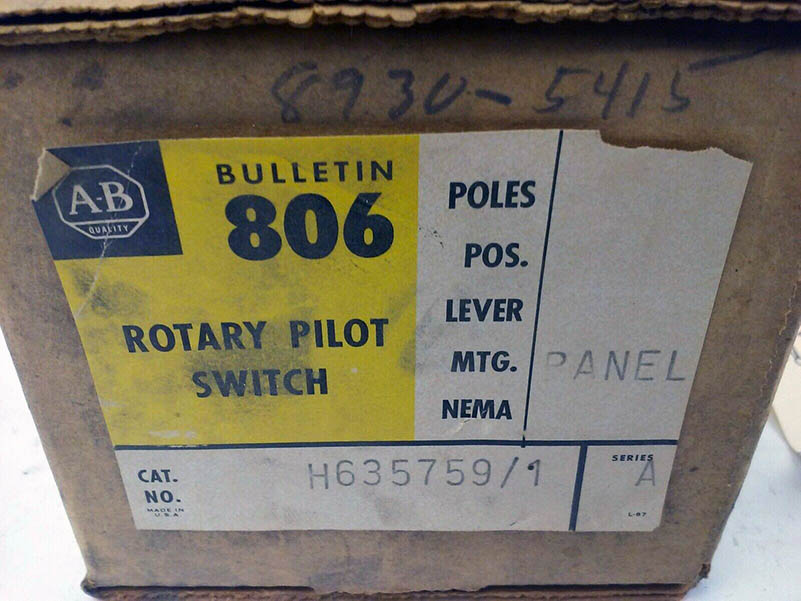 8930-5415
A-B
QUALITY
BULLETIN
806
ROTARY PILOT
SWITCH
POLES
POS.
LEVER
MTG. PANEL
NEMA
CAT.
NO.
H635759/1
MADE IN
U.S.A
SERIES
A
L-87